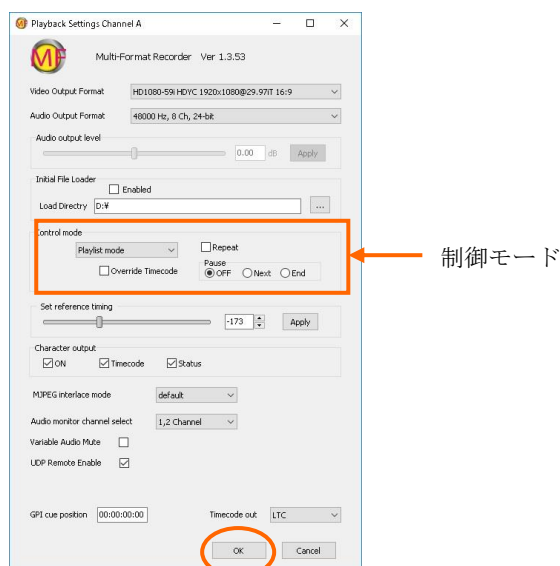 Playback Settings Channel A
MF
Multi-Format Recorder Ver 1.3.53
Video Output Format HD1080-59i HDYC 1920x1080@29.97iT 16:9
Audio Output Format 48000 Hz, 8 Ch, 24-bit
Audio output level
0.00 dB Apply
Initial File Loader
Enabled
Load Directry D:¥ ...
Control mode
Playlist mode Repeat
制御モード
Override Timecode Pause
OFF Next End
Set reference timing
-173 Apply
Character output
ON Timecode Status
MJPEG interlace mode default
Audio monitor channel select 1,2 Channel
Variable Audio Mute
UDP Remote Enable
GPI cue position 00:00:00:00 Timecode out LTC
OK Cancel